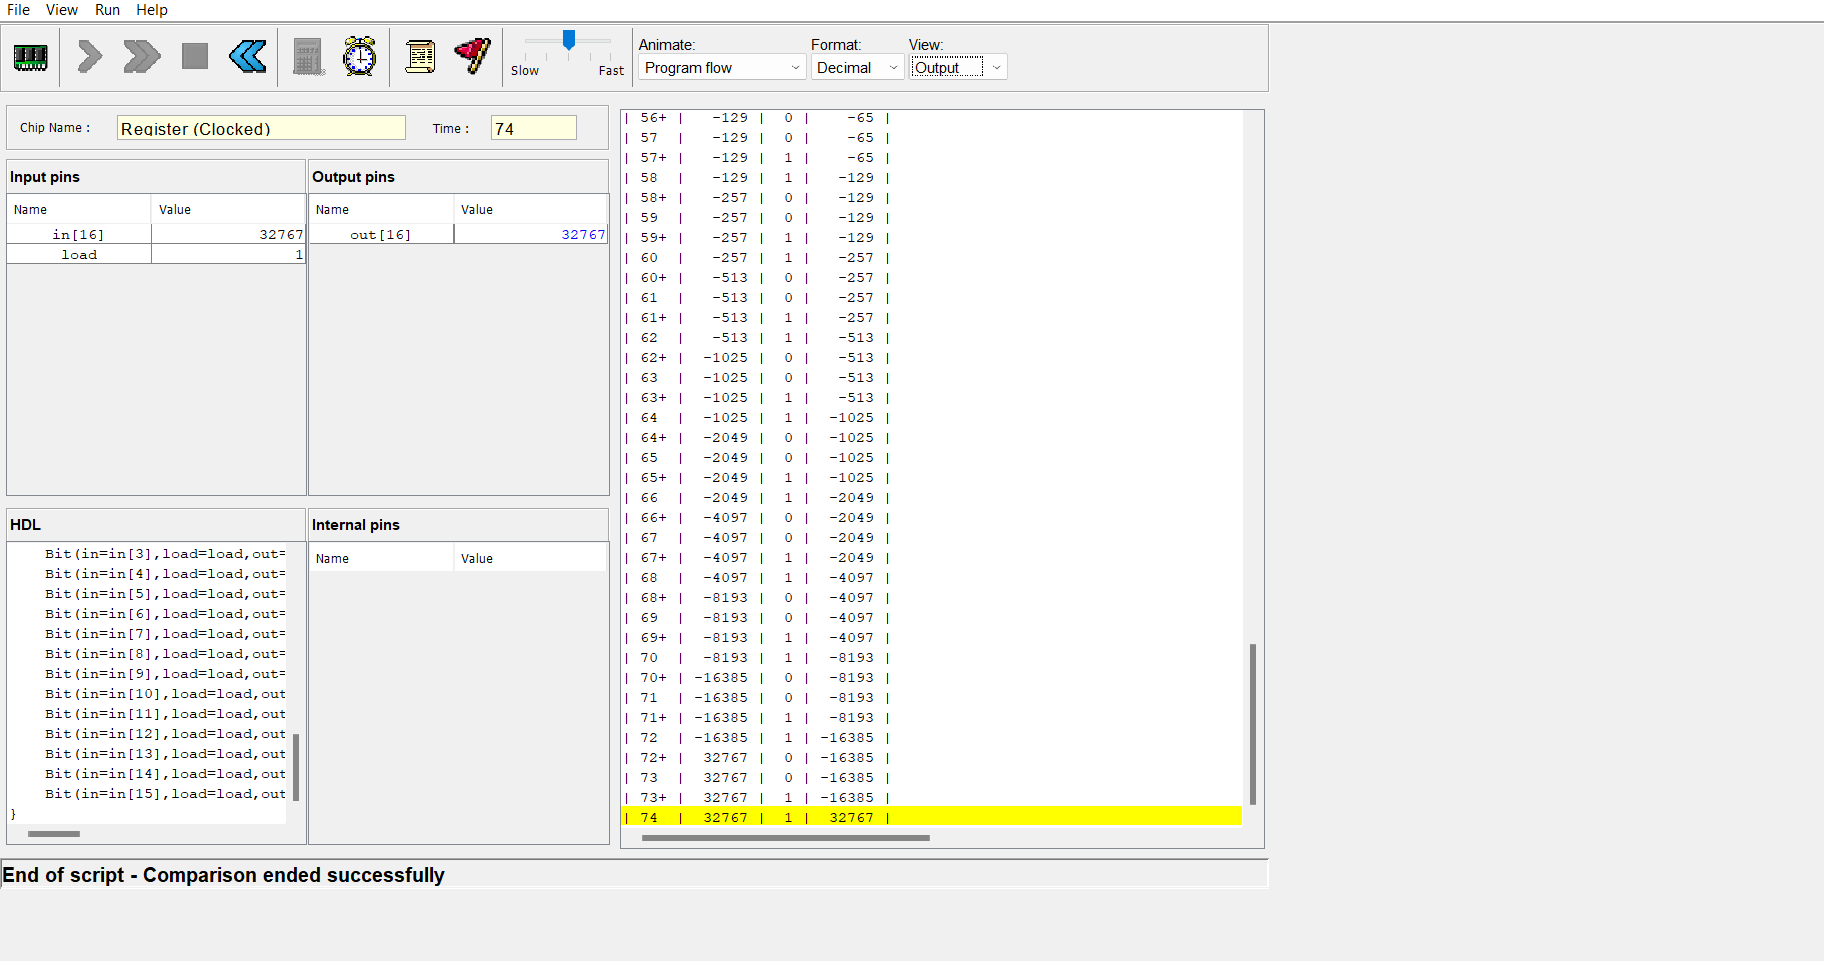 File View Run Help
Slow Fast
Animate: Format: View:
Program flow Decimal Output
Chip Name : Register (Clocked) Time : 74
Input pins
Name Value
in[16] 32767
load 1
Output pins
Name Value
out[16] 32767
HDL
Bit(in=in[3],load=load,out=
Bit(in=in[4],load=load,out=
Bit(in=in[5],load=load,out=
Bit(in=in[6],load=load,out=
Bit(in=in[7],load=load,out=
Bit(in=in[8],load=load,out=
Bit(in=in[9],load=load,out=
Bit(in=in[10],load=load,out
Bit(in=in[11],load=load,out
Bit(in=in[12],load=load,out
Bit(in=in[13],load=load,out
Bit(in=in[14],load=load,out
Bit(in=in[15],load=load,out
}
Internal pins
Name Value
| 56+ | -129 | 0 | -65 |
| 57 | -129 | 0 | -65 |
| 57+ | -129 | 1 | -65 |
| 58 | -129 | 1 | -129 |
| 58+ | -257 | 0 | -129 |
| 59 | -257 | 0 | -129 |
| 59+ | -257 | 1 | -129 |
| 60 | -257 | 1 | -257 |
| 60+ | -513 | 0 | -257 |
| 61 | -513 | 0 | -257 |
| 61+ | -513 | 1 | -257 |
| 62 | -513 | 1 | -513 |
| 62+ | -1025 | 0 | -513 |
| 63 | -1025 | 0 | -513 |
| 63+ | -1025 | 1 | -513 |
| 64 | -1025 | 1 | -1025 |
| 64+ | -2049 | 0 | -1025 |
| 65 | -2049 | 0 | -1025 |
| 65+ | -2049 | 1 | -1025 |
| 66 | -2049 | 1 | -2049 |
| 66+ | -4097 | 0 | -2049 |
| 67 | -4097 | 0 | -2049 |
| 67+ | -4097 | 1 | -2049 |
| 68 | -4097 | 1 | -4097 |
| 68+ | -8193 | 0 | -4097 |
| 69 | -8193 | 0 | -4097 |
| 69+ | -8193 | 1 | -4097 |
| 70 | -8193 | 1 | -8193 |
| 70+ | -16385 | 0 | -8193 |
| 71 | -16385 | 0 | -8193 |
| 71+ | -16385 | 1 | -8193 |
| 72 | -16385 | 1 | -16385 |
| 72+ | 32767 | 0 | -16385 |
| 73 | 32767 | 0 | -16385 |
| 73+ | 32767 | 1 | -16385 |
| 74 | 32767 | 1 | 32767 |
End of script - Comparison ended successfully